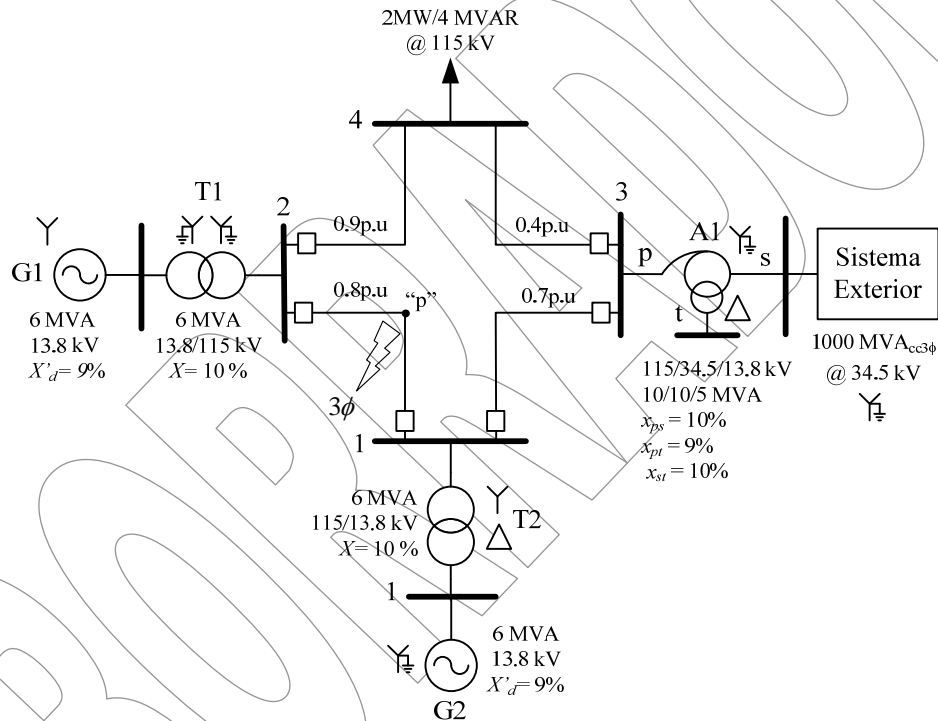 2MW/4 MVAR
@ 115 kV
4
T1
2
3
0.9p.u
0.4p.u
A1
G1
p
s
Sistema
Exterior
0.8p.u
"p"
0.7p.u
t
6 MVA
13.8 kV
X'd= 9%
6 MVA
13.8/115 kV
X= 10 %
3ϕ
1000 MVAcc3ϕ
@ 34.5 kV
115/34.5/13.8 kV
10/10/5 MVA
xps = 10%
xpt = 9%
xst = 10%
1
6 MVA
115/13.8 kV
X= 10 %
T2
1
6 MVA
13.8 kV
X'd= 9%
G2